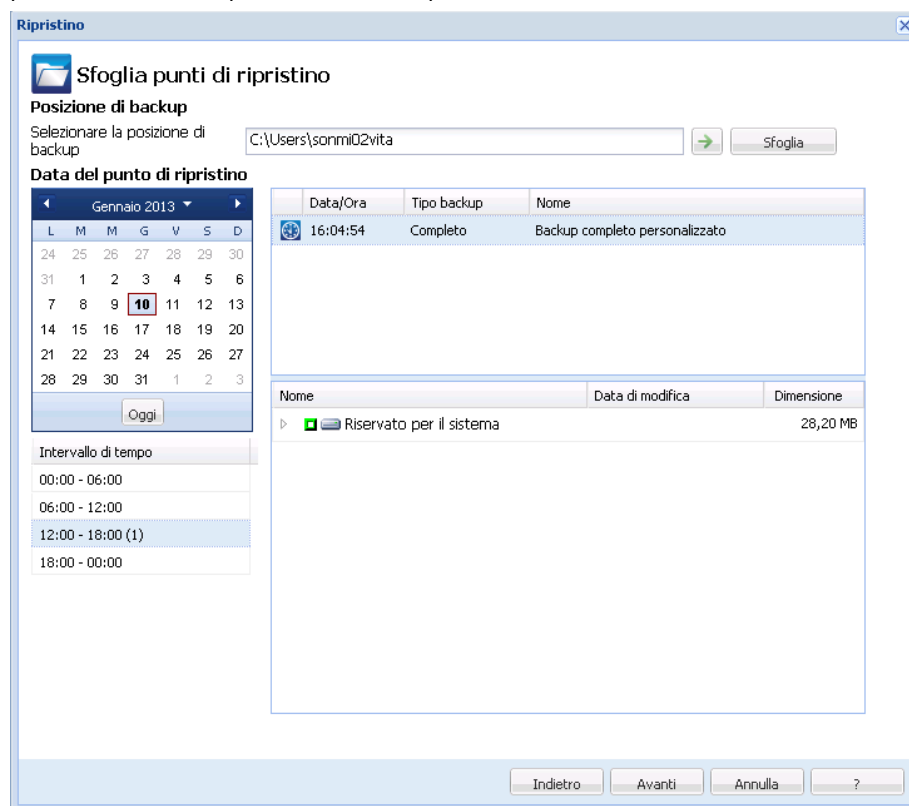 Ripristino
Sfoglia punti di ripristino
Posizione di backup
Selezionare la posizione di backup
C:\Users\sonmi02vita
Sfoglia
Data del punto di ripristino
Gennaio 2013
L M M G V S D
24 25 26 27 28 29 30
31 1 2 3 4 5 6
7 8 9 10 11 12 13
14 15 16 17 18 19 20
21 22 23 24 25 26 27
28 29 30 31 1 2 3
Oggi
Intervallo di tempo
00:00 - 06:00
06:00 - 12:00
12:00 - 18:00 (1)
18:00 - 00:00
Data/Ora Tipo backup Nome
16:04:54 Completo Backup completo personalizzato
Nome Data di modifica Dimensione
Riservato per il sistema 28,20 MB
Indietro Avanti Annulla ?